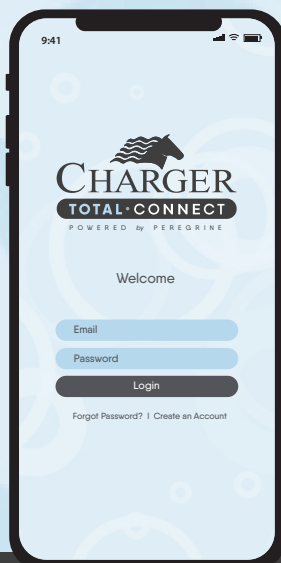 9:41
CHARGER
TOTAL•CONNECT
POWERED by PEREGRINE
Welcome
Email
Password
Login
Forgot Password? | Create an Account